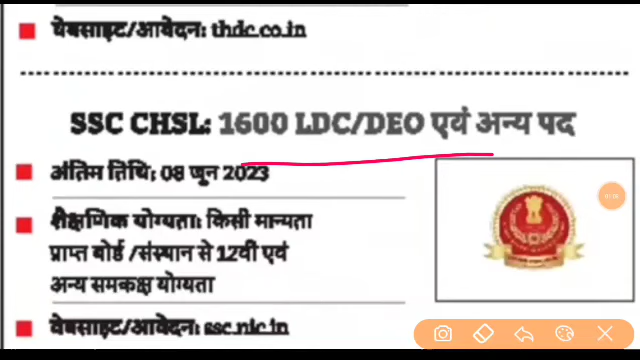 वेबसाइट/आवेदन: thdc.co.in
SSC CHSL: 1600 LDC/DEO एवं अन्य पद
अंतिम तिथि: 08 जून 2023
शैक्षणिक योग्यता: किसी मान्यता
प्राप्त बोर्ड /संस्थान से 12वीं एवं
अन्य समकक्ष योग्यता
वेबसाइट/आवेदन: ssc.nic.in